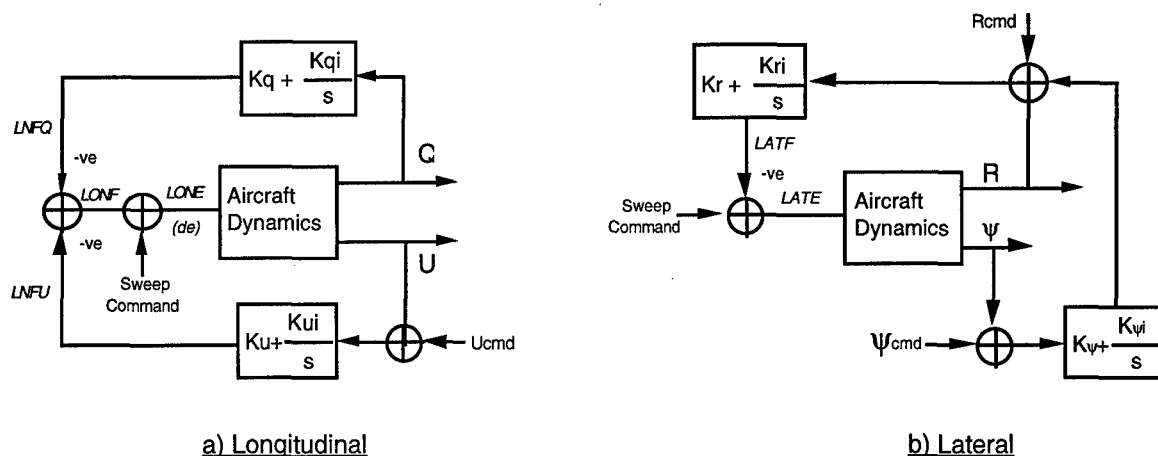 Kq + Kqi
s
LNFQ
-ve
Q
LONF
LONE
Aircraft
Dynamics
(de)
-ve
Sweep
Command
U
LNFU
Ku+ Kui
s
Ucmd
a) Longitudinal
Rcmd
Kr + Kri
s
LATF
-ve
R
Sweep
Command
LATE
Aircraft
Dynamics
ψ
ψcmd
Kψ+ Kψi
s
b) Lateral